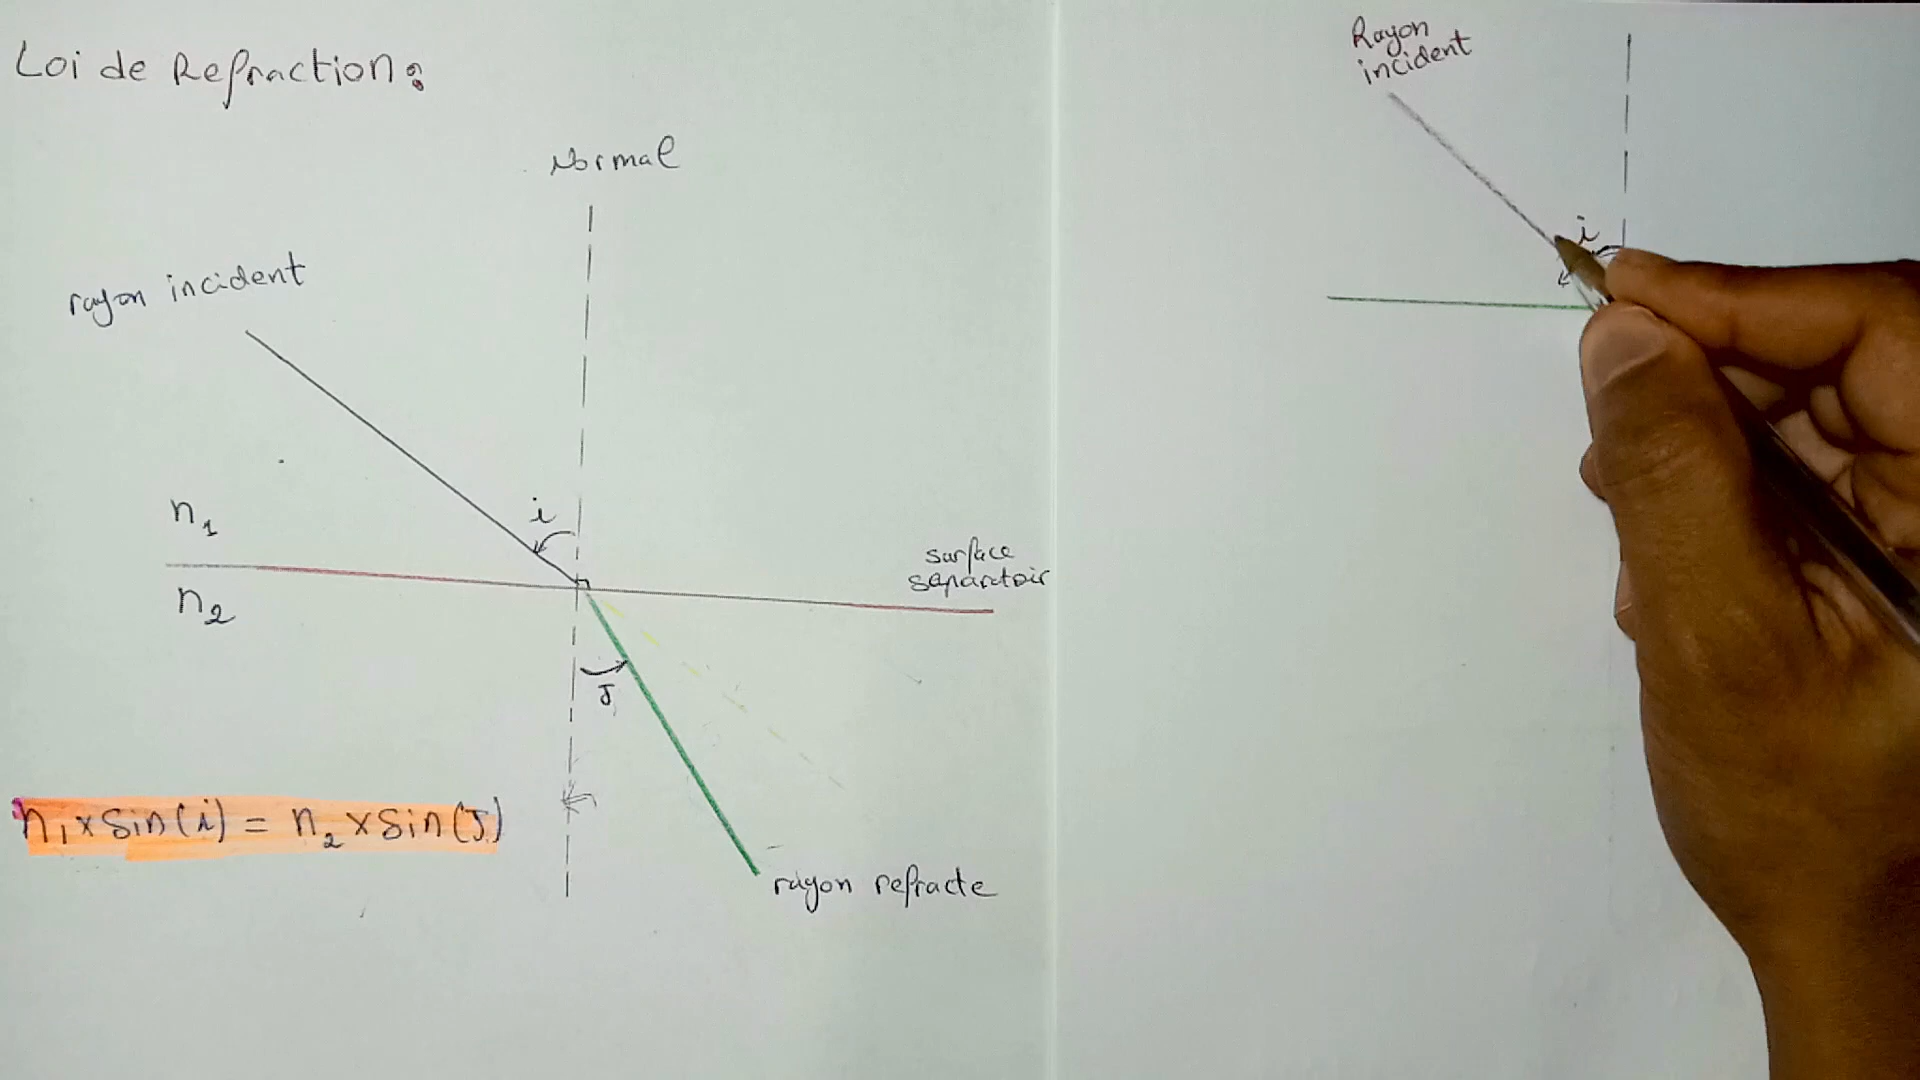 Loi de Refraction:
Normal
rayon incident
i
n₁
surface
separatoir
n₂
J
n₁ x sin(i) = n₂ x sin(J)
rayon refracte
Rayon
incident
i